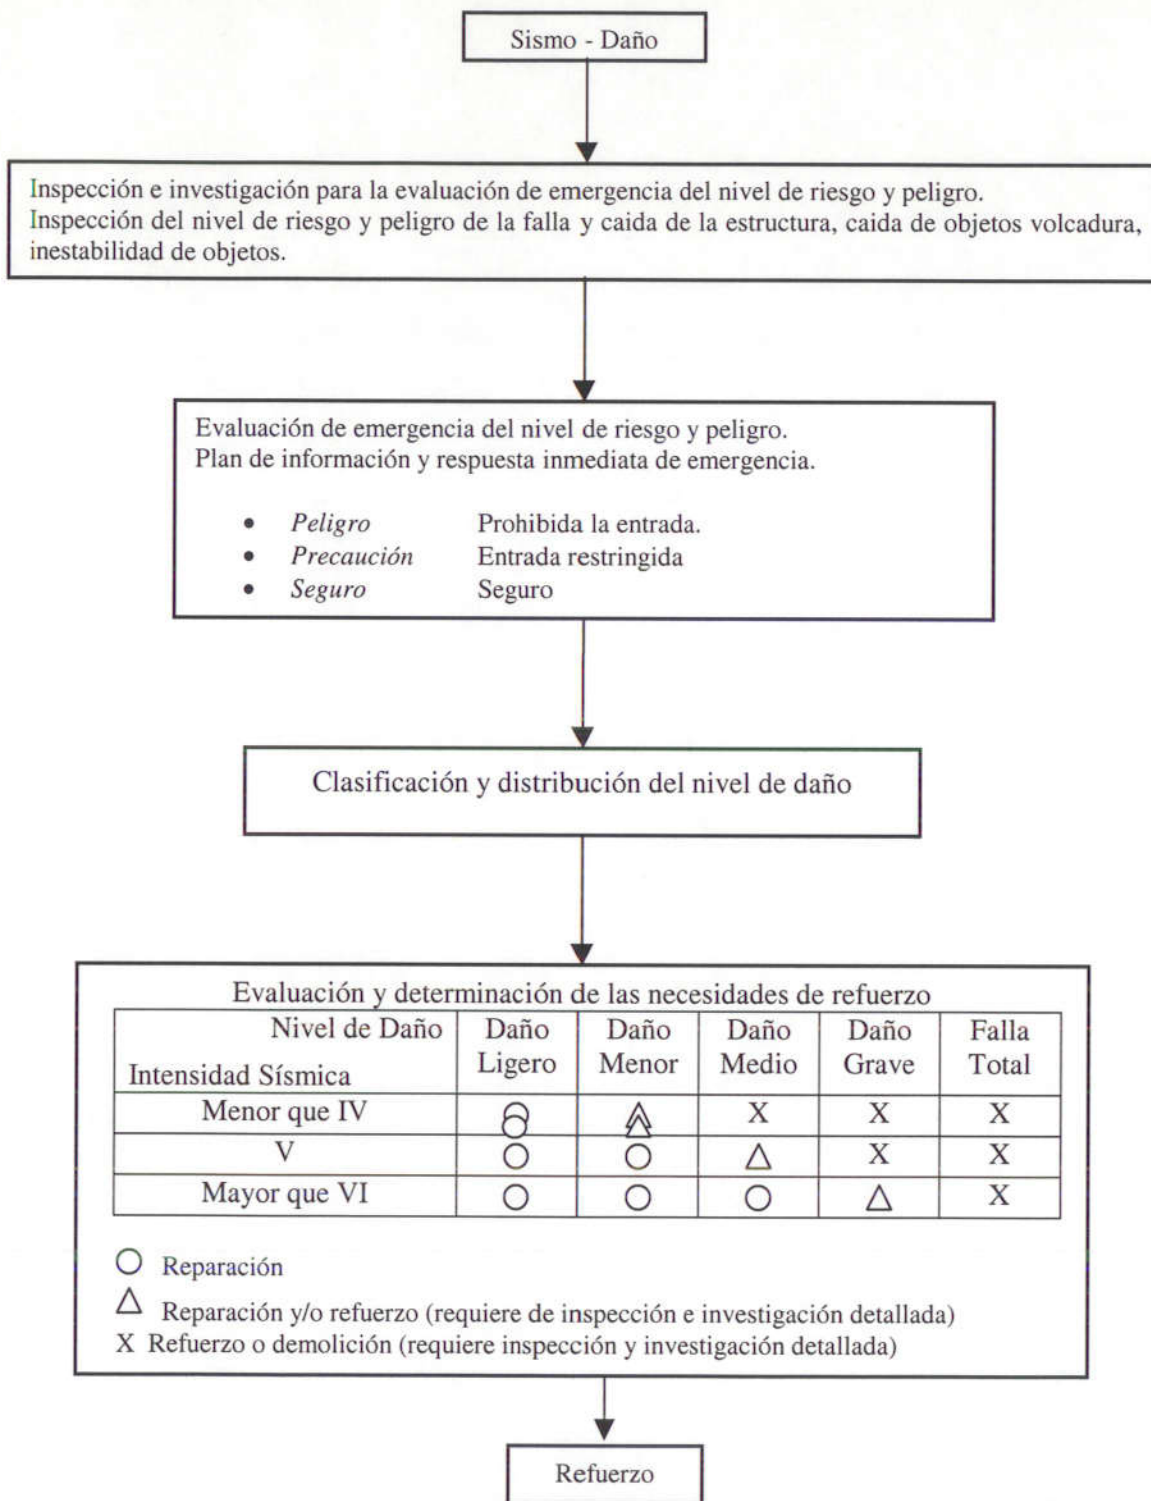 Sismo - Daño
Inspección e investigación para la evaluación de emergencia del nivel de riesgo y peligro.
Inspección del nivel de riesgo y peligro de la falla y caida de la estructura, caida de objetos volcadura,
inestabilidad de objetos.
Evaluación de emergencia del nivel de riesgo y peligro.
Plan de información y respuesta inmediata de emergencia.
• Peligro Prohibida la entrada.
• Precaución Entrada restringida
• Seguro Seguro
Clasificación y distribución del nivel de daño
Evaluación y determinación de las necesidades de refuerzo
Nivel de Daño Daño Daño Daño Daño Falla
Intensidad Sísmica Ligero Menor Medio Grave Total
Menor que IV ○○ △△ X X X
V ○ ○ △ X X
Mayor que VI ○ ○ ○ △ X
○ Reparación
△ Reparación y/o refuerzo (requiere de inspección e investigación detallada)
X Refuerzo o demolición (requiere inspección y investigación detallada)
Refuerzo